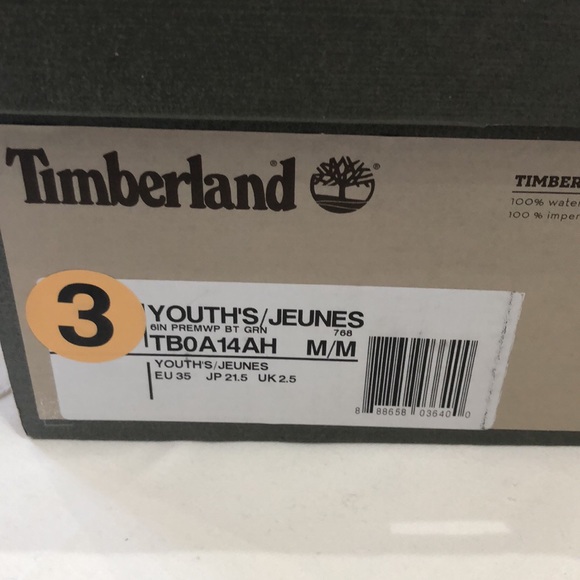 Timberland®
TIMBER
100% water
100 % imper
3
YOUTH'S/JEUNES
6IN PREMWP BT GRN 768
TB0A14AH M/M
YOUTH'S/JEUNES
EU 35 JP 21.5 UK 2.5
8 88658 03640 0